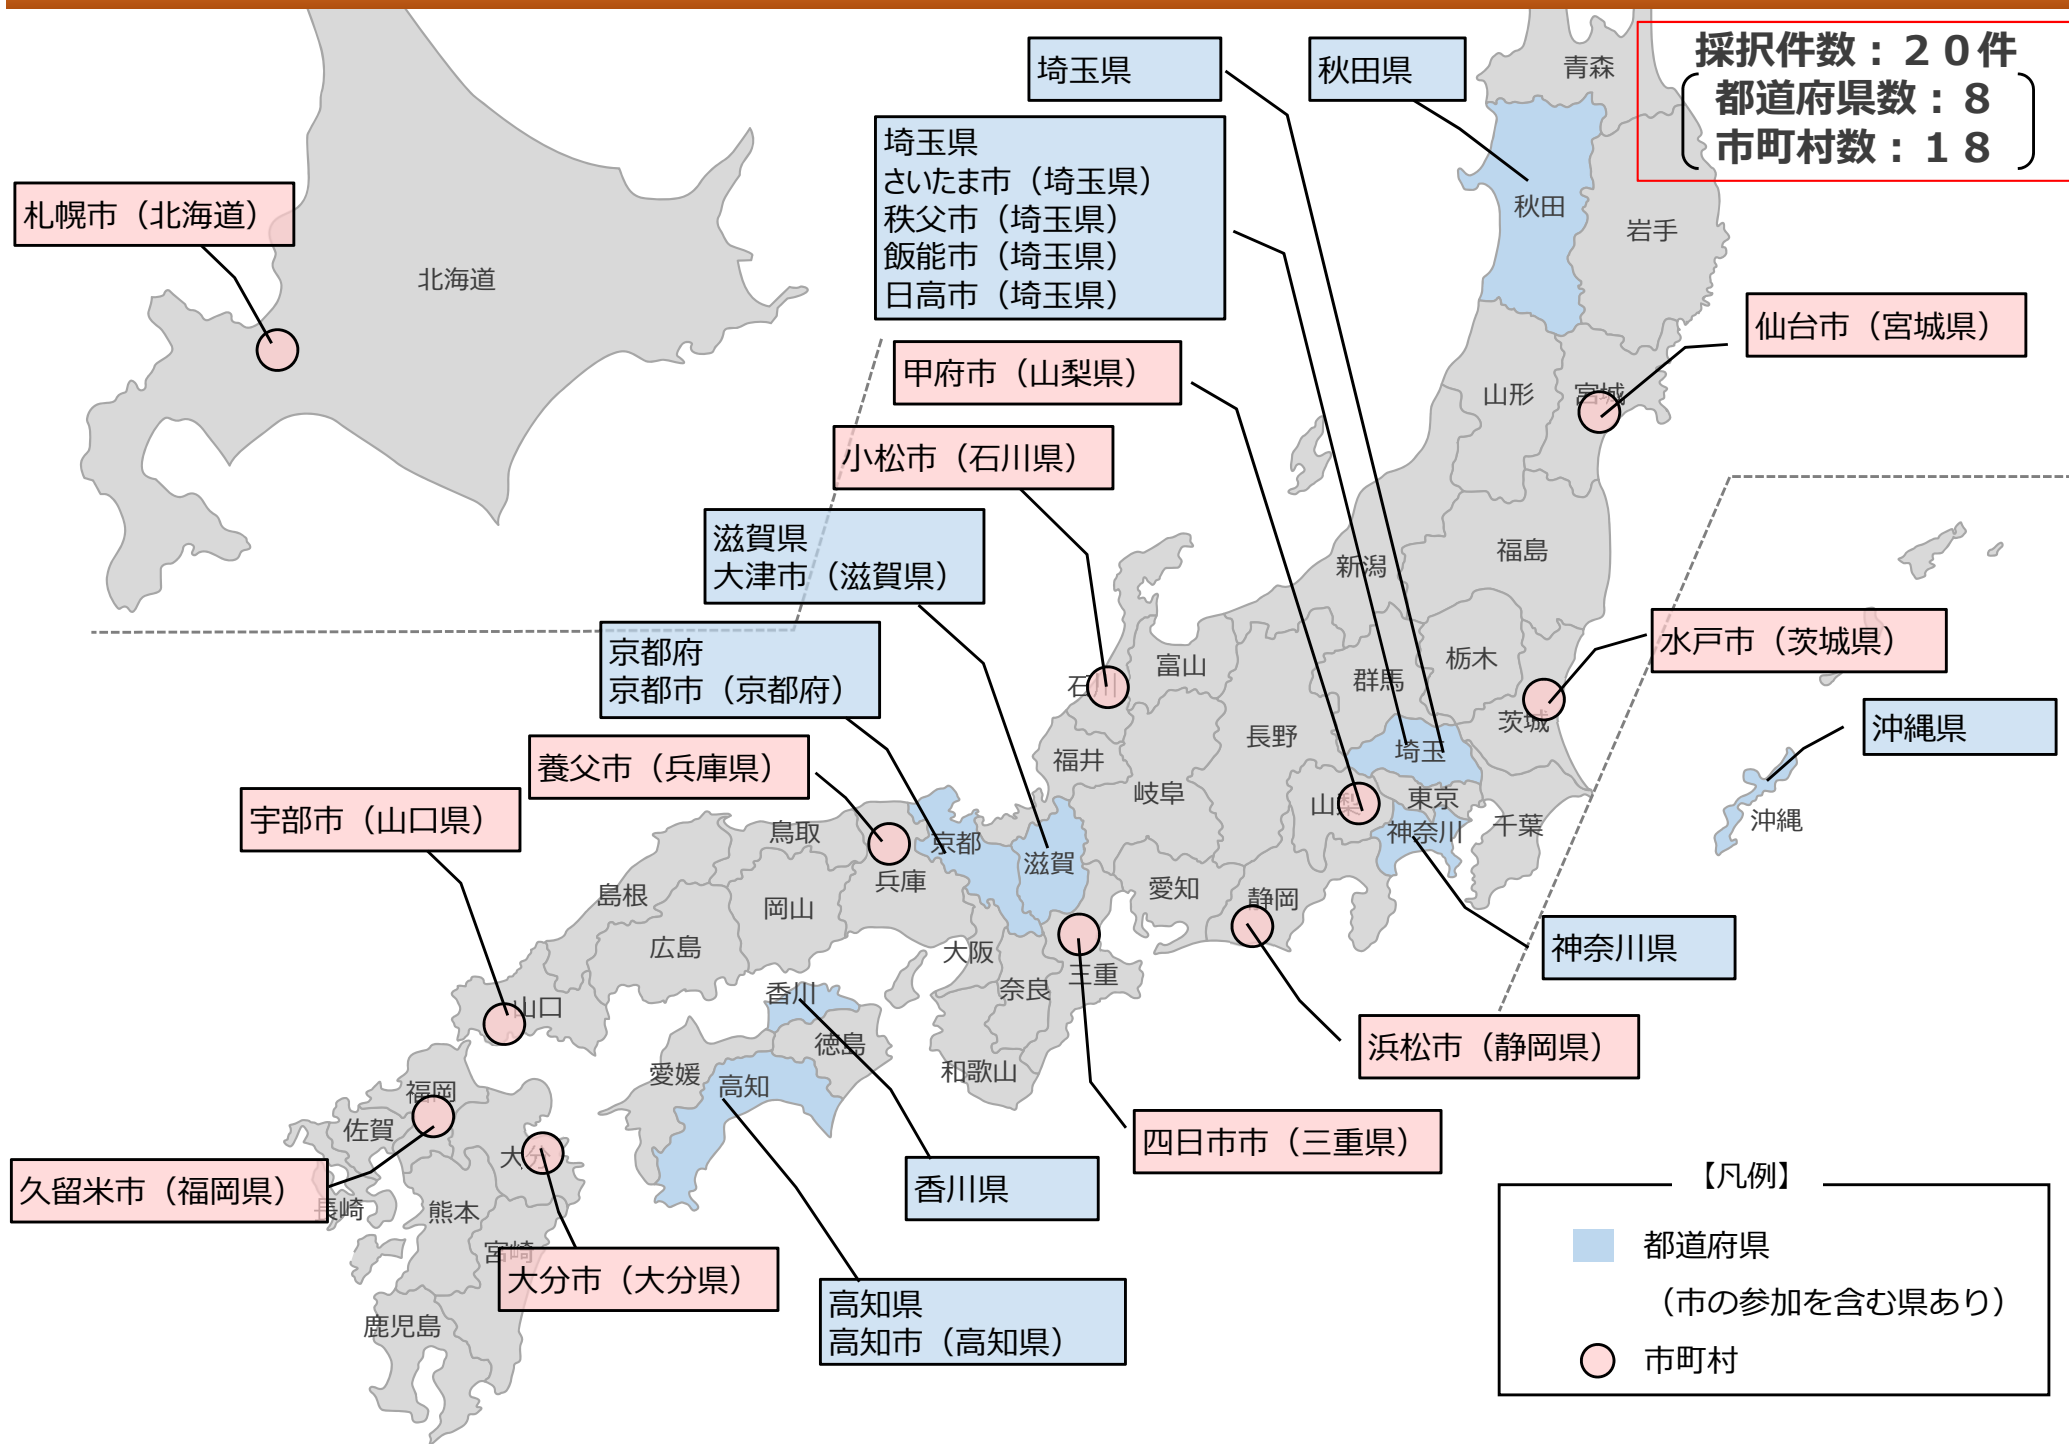 採択件数：２０件
都道府県数：８
市町村数：１８
埼玉県
秋田県
埼玉県
さいたま市（埼玉県）
秩父市（埼玉県）
飯能市（埼玉県）
日高市（埼玉県）
札幌市（北海道）
仙台市（宮城県）
甲府市（山梨県）
小松市（石川県）
滋賀県
大津市（滋賀県）
京都府
京都市（京都府）
水戸市（茨城県）
沖縄県
養父市（兵庫県）
宇部市（山口県）
神奈川県
浜松市（静岡県）
四日市市（三重県）
香川県
久留米市（福岡県）
大分市（大分県）
高知県
高知市（高知県）
北海道
青森
秋田
岩手
山形
宮城
福島
新潟
栃木
群馬
茨城
埼玉
東京
千葉
神奈川
山梨
長野
富山
石川
福井
岐阜
静岡
愛知
三重
滋賀
京都
兵庫
大阪
奈良
和歌山
鳥取
島根
岡山
広島
山口
香川
徳島
愛媛
高知
福岡
佐賀
長崎
大分
熊本
宮崎
鹿児島
沖縄
【凡例】
都道府県
（市の参加を含む県あり）
市町村